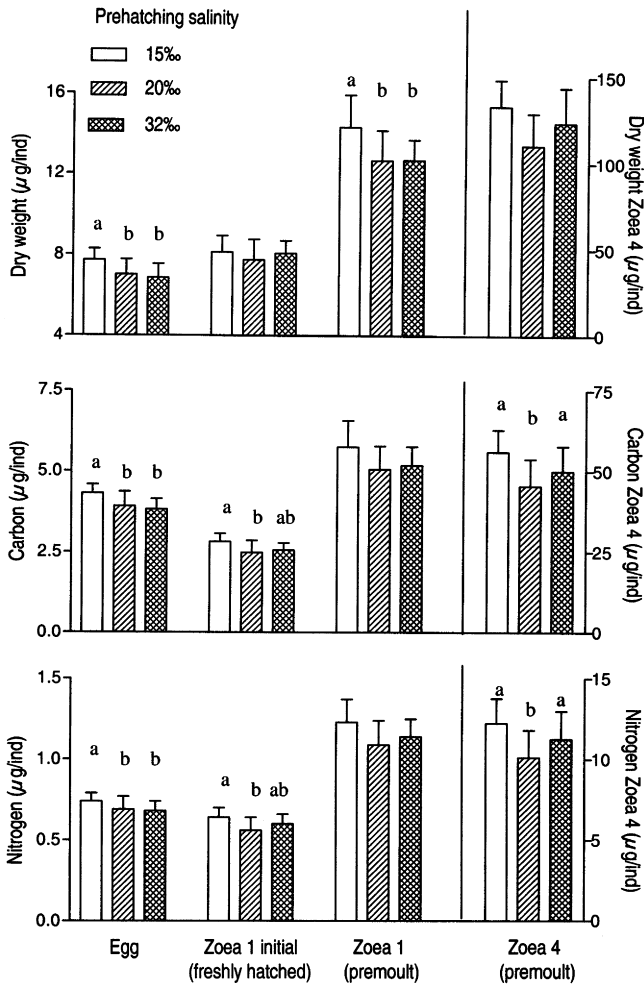 Prehatching salinity
15‰
20‰
32‰
Dry weight (μg/ind)
16
12
8
4
a b b
a b b
150
100
50
0
Dry weight Zoea 4 (μg/ind)
Carbon (μg/ind)
7.5
5.0
2.5
0.0
a b b
a b ab
a b a
75
50
25
0
Carbon Zoea 4 (μg/ind)
Nitrogen (μg/ind)
1.5
1.0
0.5
0.0
a b b
a b ab
a b a
15
10
5
0
Nitrogen Zoea 4 (μg/ind)
Egg
Zoea 1 initial
(freshly hatched)
Zoea 1
(premoult)
Zoea 4
(premoult)